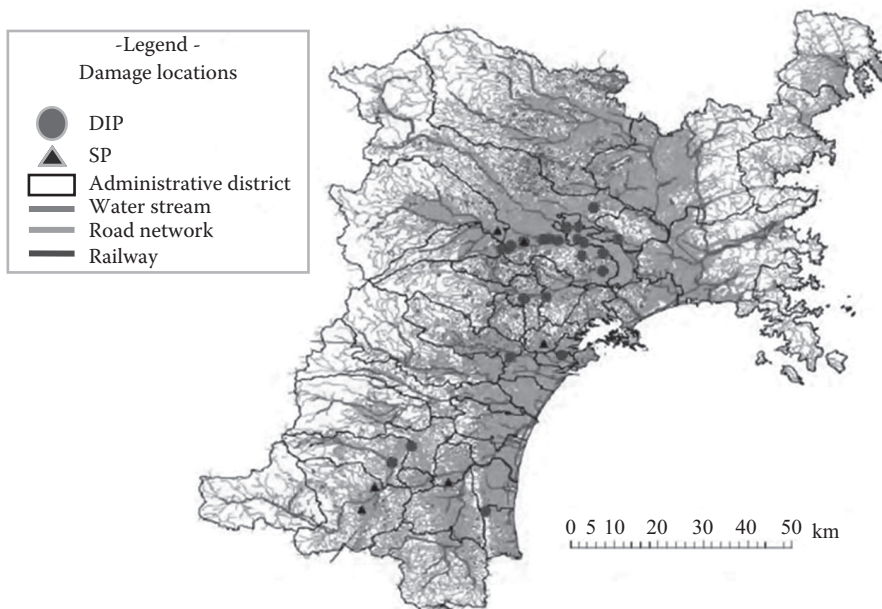 -Legend -
Damage locations
DIP
SP
Administrative district
Water stream
Road network
Railway
0 5 10 20 30 40 50 km